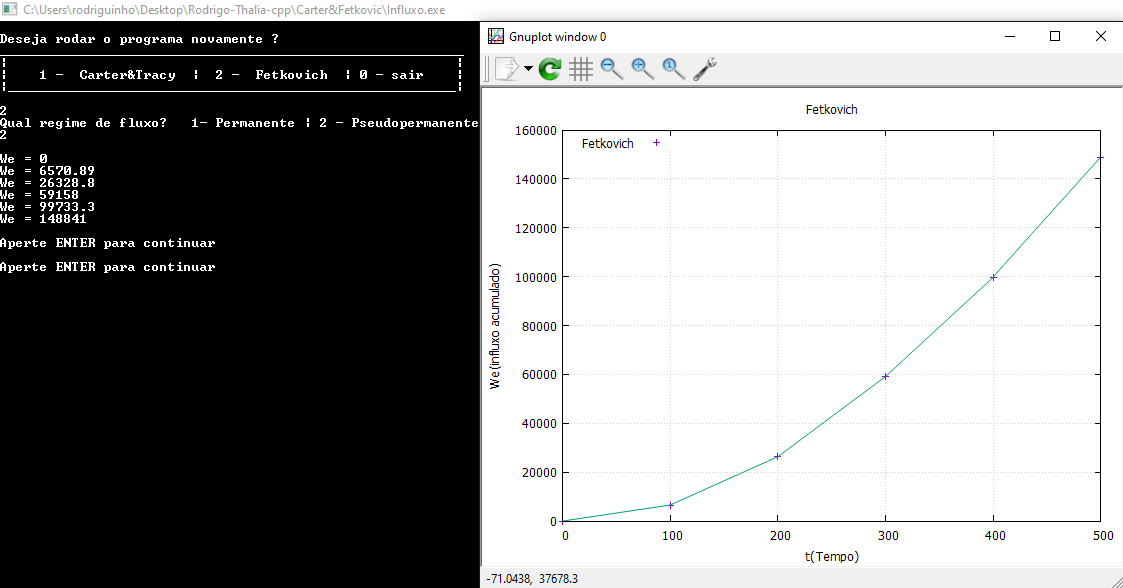 C:\Users\rodriguinho\Desktop\Rodrigo-Thalia-cpp\Carter&Fetkovic\Influxo.exe
Deseja rodar o programa novamente ?
1 - Carter&Tracy ¦ 2 - Fetkovich ¦ 0 - sair
2
Qual regime de fluxo? 1- Permanente ¦ 2 - Pseudopermanente
2
We = 0
We = 6570.89
We = 26328.8
We = 59158
We = 99733.3
We = 148841
Aperte ENTER para continuar
Aperte ENTER para continuar
Gnuplot window 0
Fetkovich
Fetkovich
160000
140000
120000
100000
80000
60000
40000
20000
0
We(influxo acumulado)
0 100 200 300 400 500
t(Tempo)
-71.0438, 37678.3